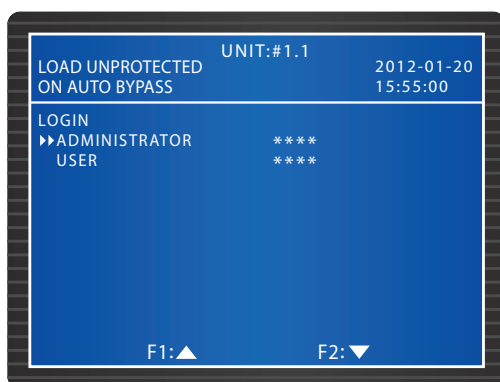 UNIT:#1.1
LOAD UNPROTECTED
ON AUTO BYPASS
2012-01-20
15:55:00
LOGIN
ADMINISTRATOR ****
USER ****
F1: F2: